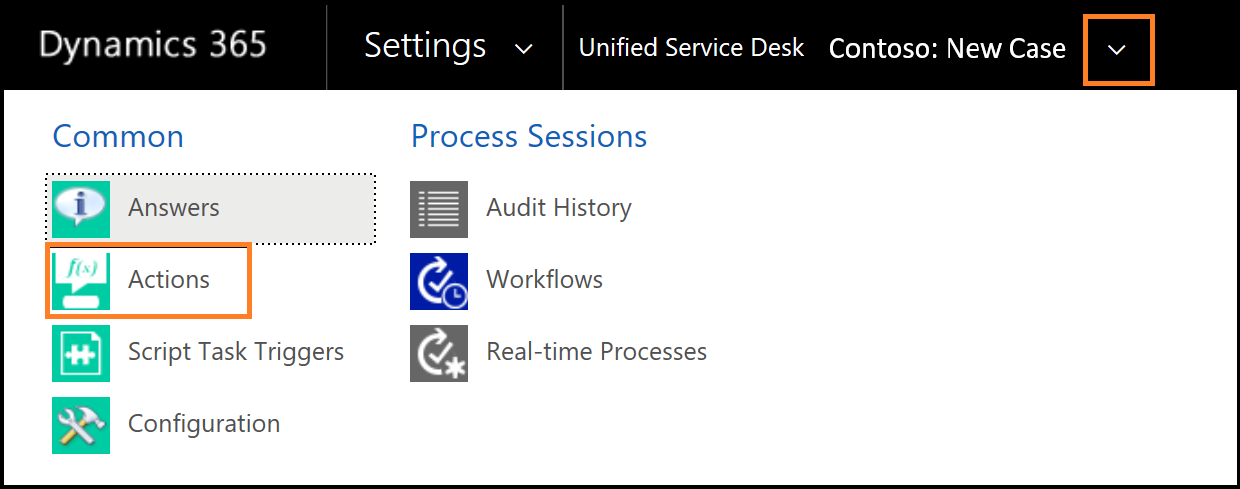 Dynamics 365 Settings Unified Service Desk Contoso: New Case
Common
Answers
f(x)
Actions
Script Task Triggers
Configuration
Process Sessions
Audit History
Workflows
Real-time Processes